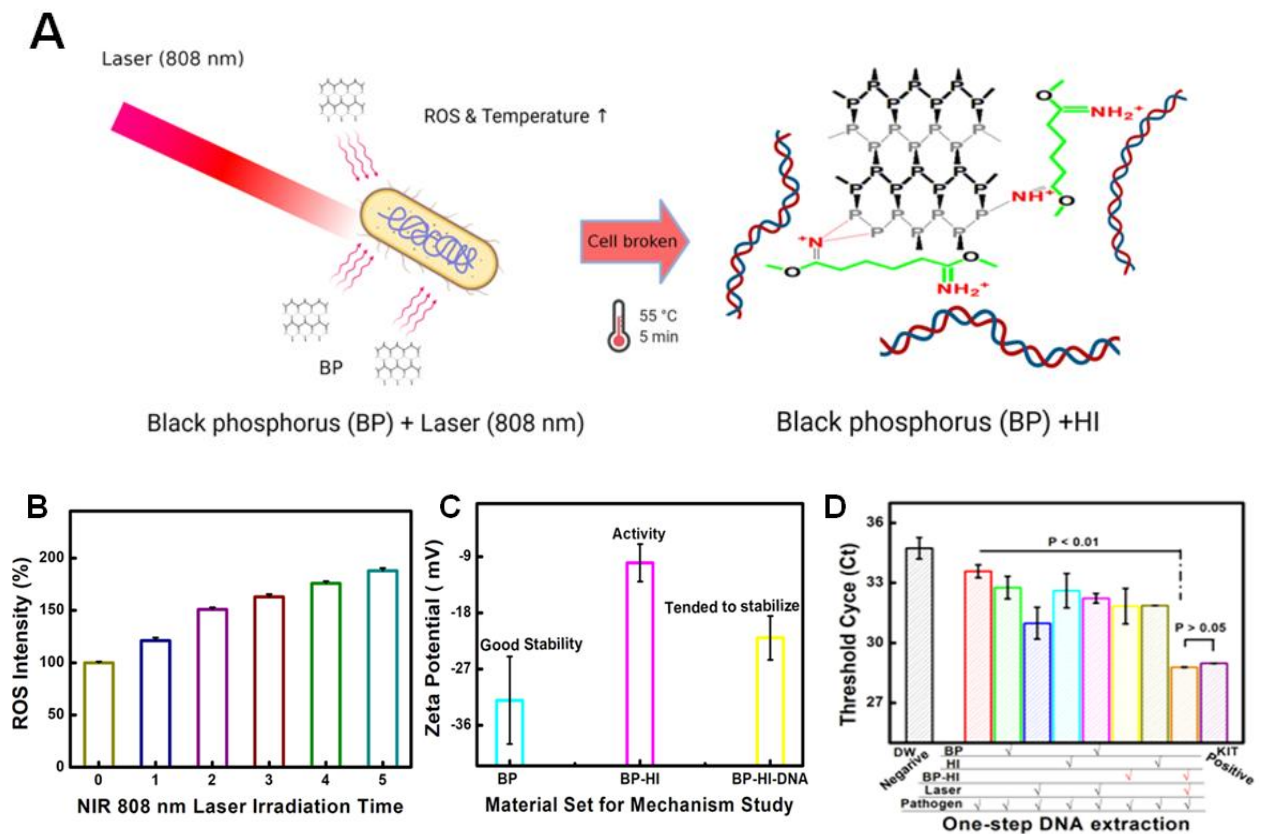 A
Laser (808 nm)
ROS & Temperature ↑
BP
Cell broken
55 °C
5 min
P P P
P P P P
P P P P
P P P
P P P
P P P P
P P P P
P P P
O
NH₂⁺
NH⁺
O
⁺N
O
O
NH₂⁺
Black phosphorus (BP) + Laser (808 nm)
Black phosphorus (BP) +HI
B
ROS Intensity (%)
200
150
100
50
0
0 1 2 3 4 5
NIR 808 nm Laser Irradiation Time
C
Zeta Potential ( mV)
-9
-18
-27
-36
Good Stability
Activity
Tended to stabilize
BP BP-HI BP-HI-DNA
Material Set for Mechanism Study
D
Threshold Cyce (Ct)
36
33
30
27
P < 0.01
P > 0.05
DW
Negarive
BP √ √
HI √ √
BP-HI √ √
Laser √ √ √
Pathogen √ √ √ √ √ √ √ √
KIT
Positive
One-step DNA extraction